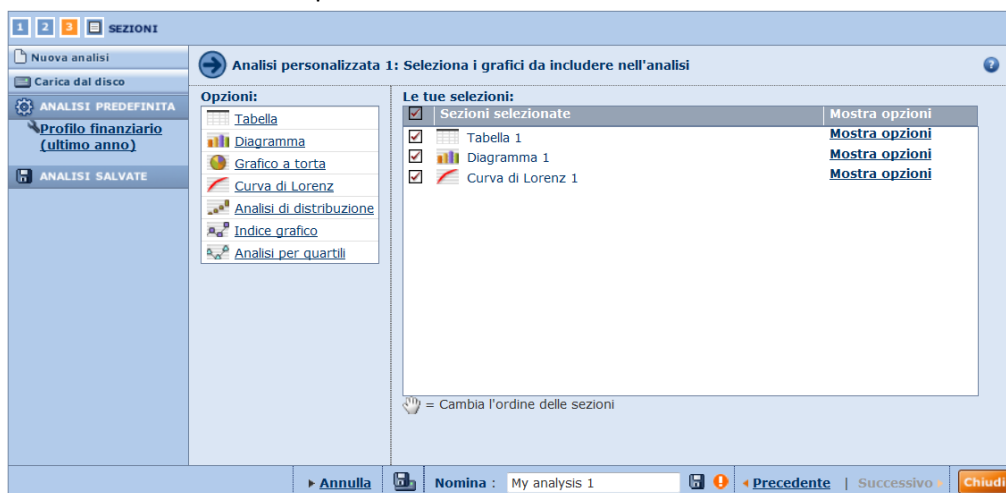 1 2 3 SEZIONI
Nuova analisi
Carica dal disco
ANALISI PREDEFINITA
Profilo finanziario
(ultimo anno)
ANALISI SALVATE
Analisi personalizzata 1: Seleziona i grafici da includere nell'analisi
?
Opzioni:
Tabella
Diagramma
Grafico a torta
Curva di Lorenz
Analisi di distribuzione
Indice grafico
Analisi per quartili
Le tue selezioni:
Sezioni selezionate Mostra opzioni
Tabella 1 Mostra opzioni
Diagramma 1 Mostra opzioni
Curva di Lorenz 1 Mostra opzioni
= Cambia l'ordine delle sezioni
Annulla Nomina : My analysis 1 Precedente | Successivo Chiudi